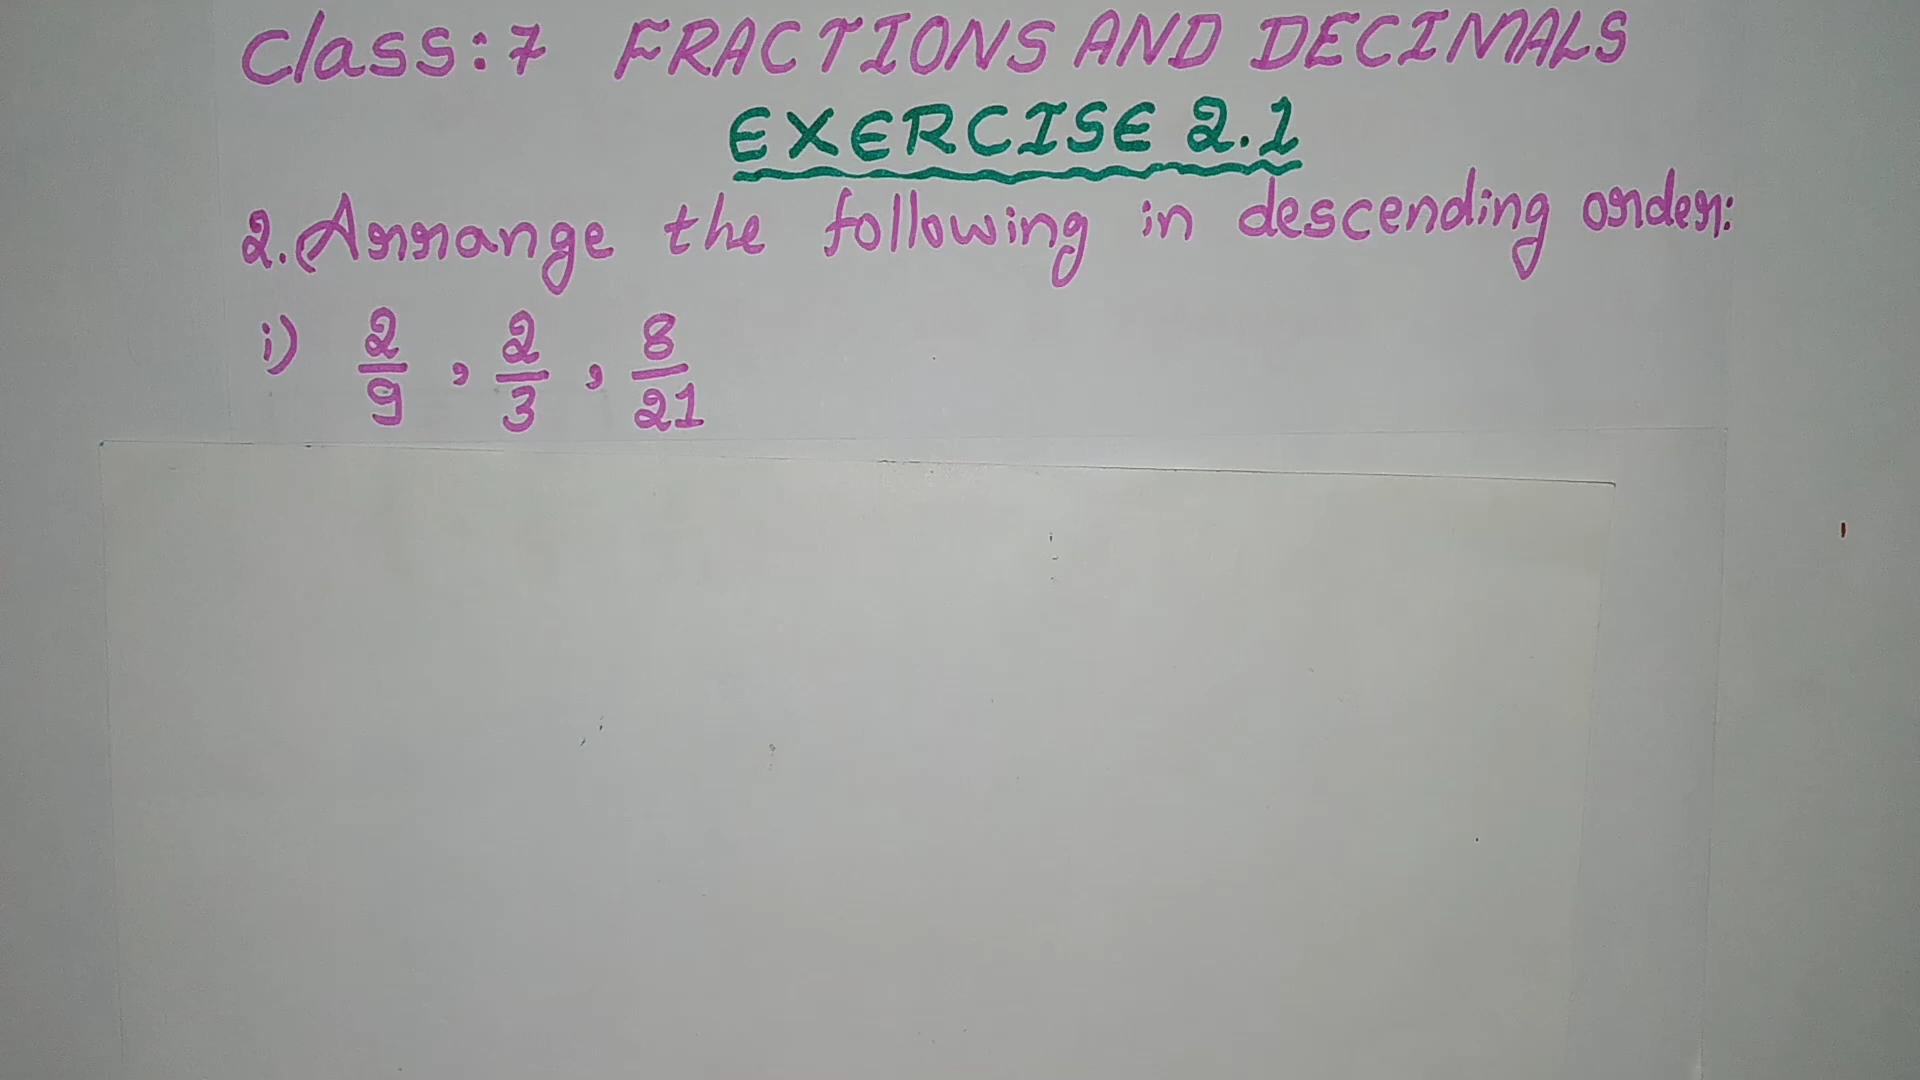 Class:7 FRACTIONS AND DECIMALS
EXERCISE 2.1
2. Arrange the following in descending order:
i) 2/9 , 2/3 , 8/21